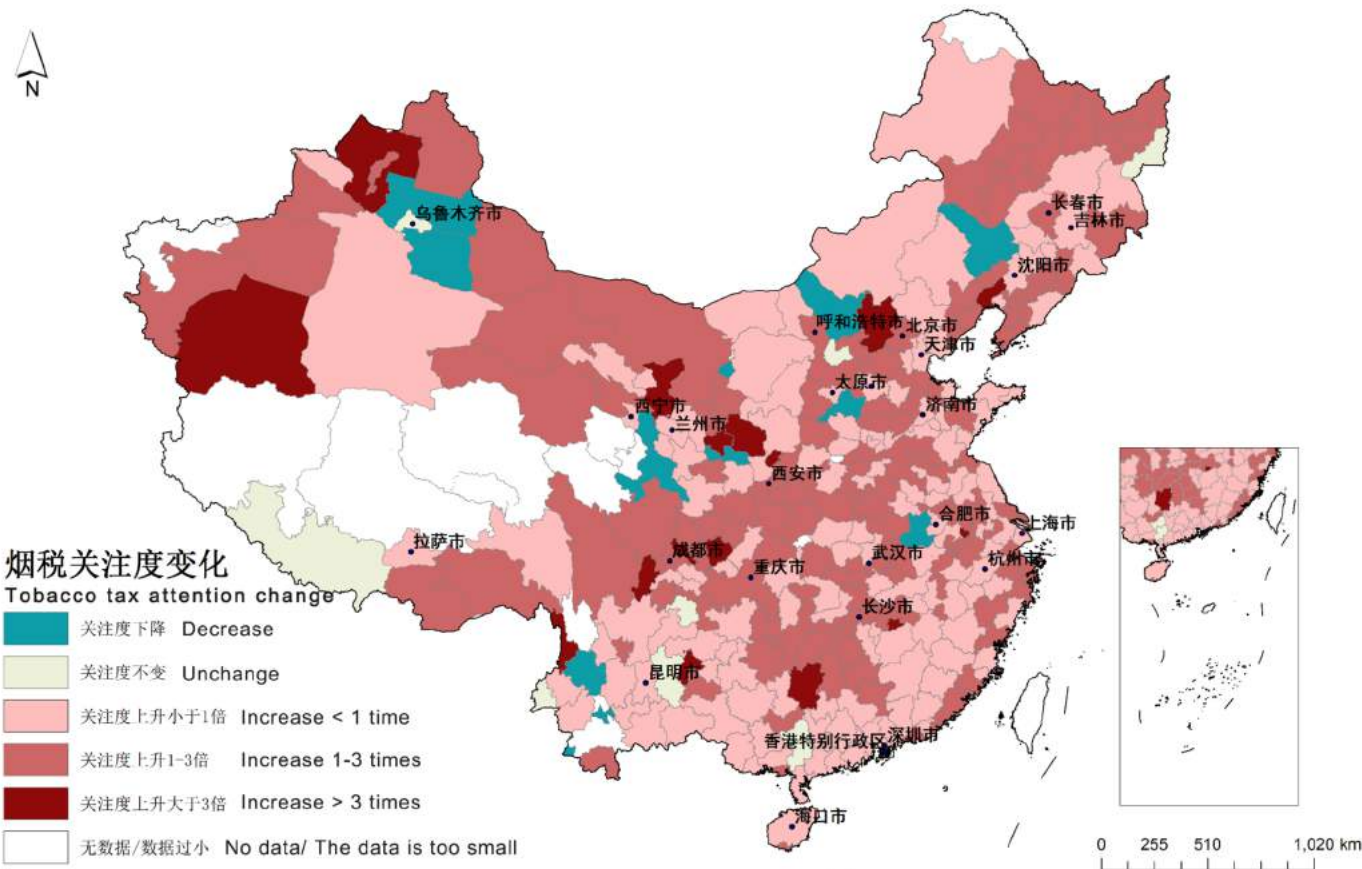 N
乌鲁木齐市
长春市
吉林市
沈阳市
呼和浩特市
北京市
天津市
太原市
济南市
西宁市
兰州市
西安市
合肥市
上海市
拉萨市
成都市
武汉市
杭州市
重庆市
长沙市
昆明市
香港特别行政区
深圳市
海口市
烟税关注度变化
Tobacco tax attention change
关注度下降 Decrease
关注度不变 Unchange
关注度上升小于1倍 Increase < 1 time
关注度上升1-3倍 Increase 1-3 times
关注度上升大于3倍 Increase > 3 times
无数据/数据过小 No data/ The data is too small
0 255 510 1,020 km